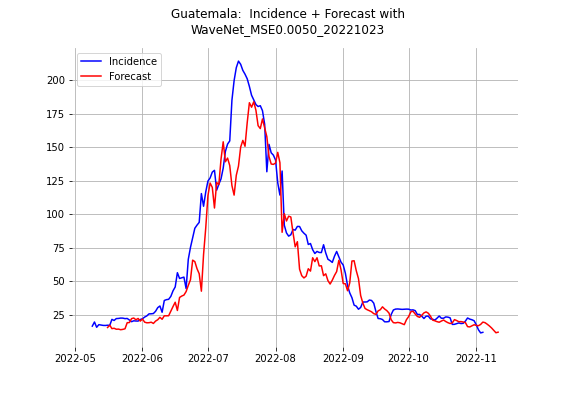 Guatemala:  Incidence + Forecast with
WaveNet_MSE0.0050_20221023
Incidence
Forecast
200
175
150
125
100
75
50
25
2022-05 2022-06 2022-07 2022-08 2022-09 2022-10 2022-11